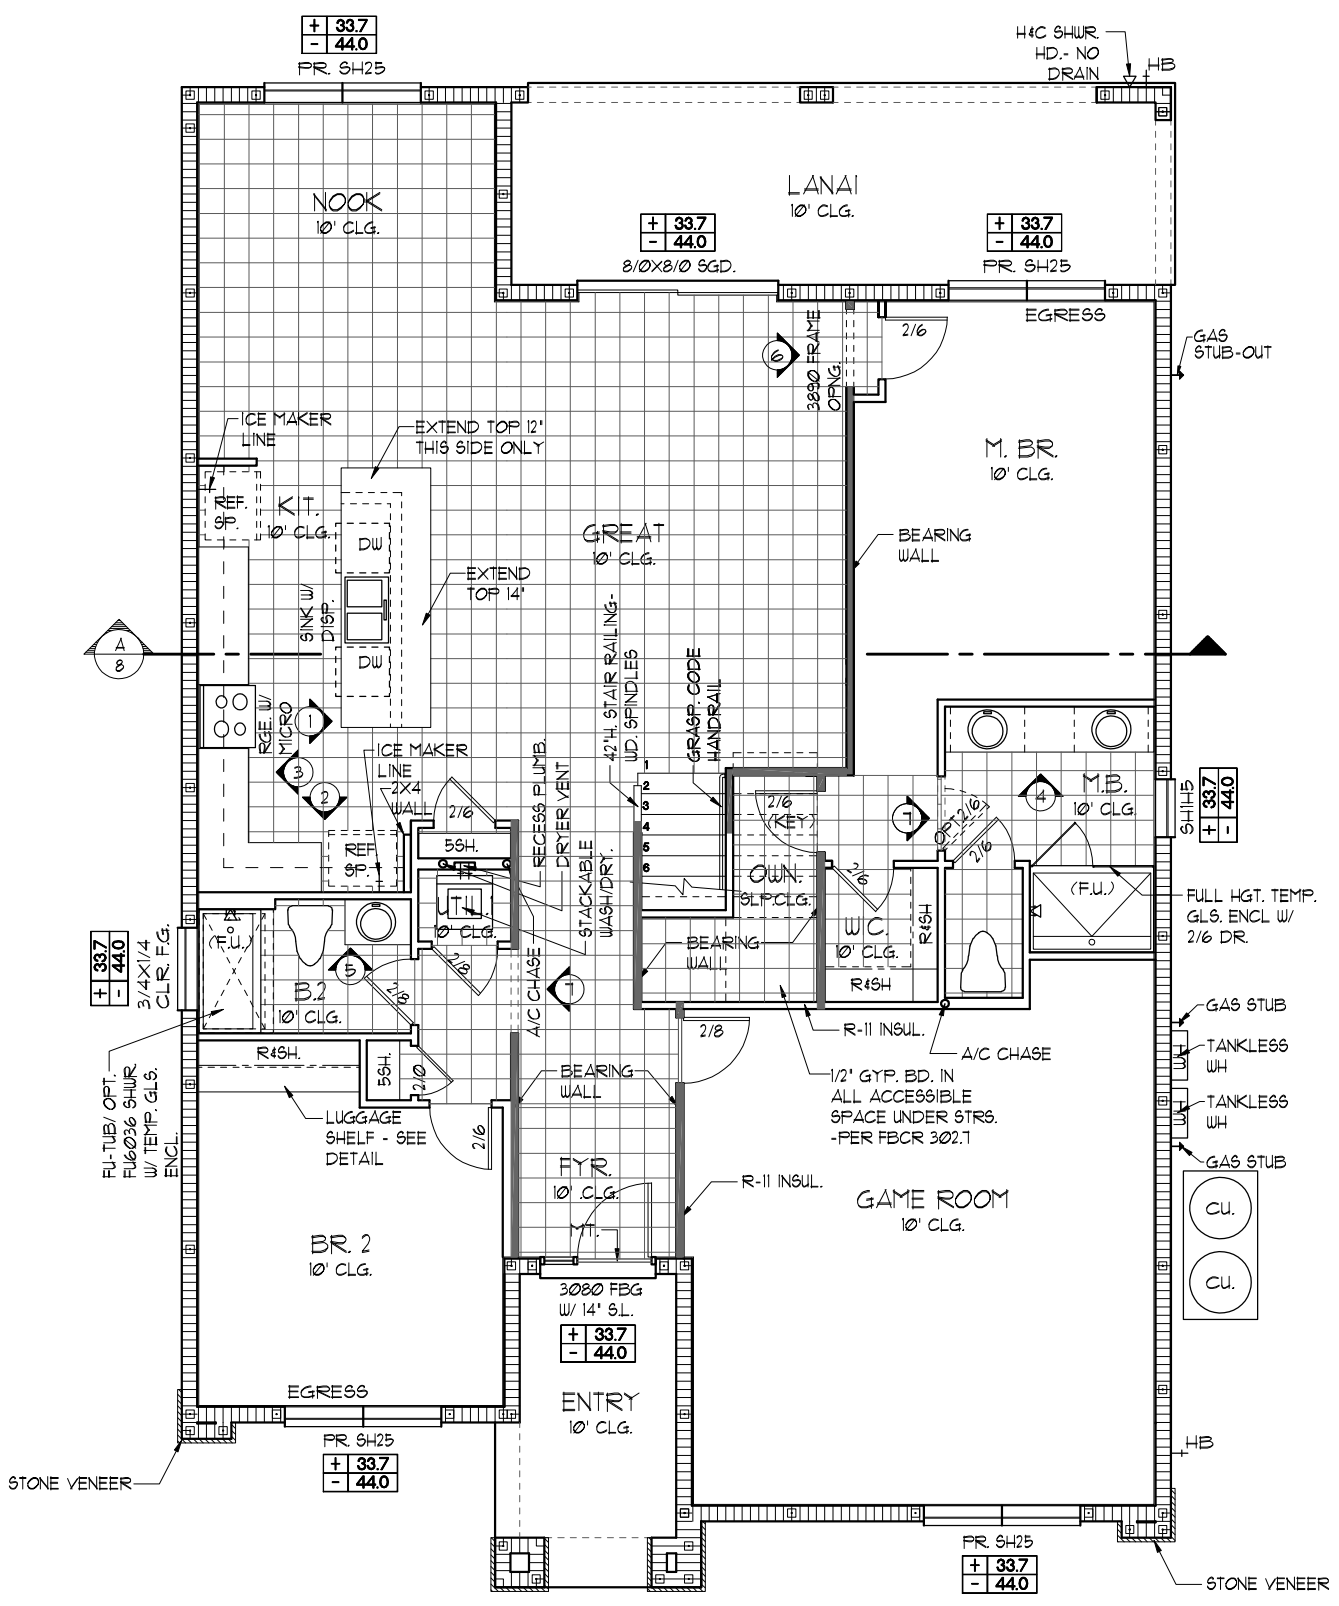 + 33.7
- 44.0
PR. SH25
H&C SHWR.
HD.- NO
DRAIN
HB
NOOK
10' CLG.
LANAI
10' CLG.
+ 33.7
- 44.0
8/0X8/0 SGD.
+ 33.7
- 44.0
PR. SH25
EGRESS
2/6
3890 FRAME
OPNG.
6
GAS
STUB-OUT
ICE MAKER
LINE
EXTEND TOP 12"
THIS SIDE ONLY
M. BR.
10' CLG.
REF.
SP.
KIT.
10' CLG.
DW
GREAT
10' CLG.
BEARING
WALL
EXTEND
TOP 14"
SINK W/
DISP.
DW
A
8
42"H. STAIR RAILING-
WD. SPINDLES
GRASP. CODE
HANDRAIL
RGE. W/
MICRO
1
3
2
ICE MAKER
LINE
2X4
WALL
2/6
5SH.
REF
SP.
RECESS PLUMB.
DRYER VENT
STACKABLE
WASH/DRY.
1
2
3
4
5
6
2/6
(KEY)
OWN.
SLP.CLG.
7
OPT. 2/6
2/6
4
M.B.
10' CLG.
SH1H5
+ 33.7
- 44.0
(F.U.)
FULL HGT. TEMP.
GLS. ENCL W/
2/6 DR.
2/6
W.C.
10' CLG.
R&SH
R&SH
UTIL.
10' CLG.
+ 33.7
- 44.0
3/4X1/4
CLR. F.G.
(F.U.)
5
B.2
10' CLG.
2/8
2/8
A/C CHASE
7
BEARING
WALL
R-11 INSUL.
A/C CHASE
GAS STUB
TANKLESS
WH
WH
TANKLESS
WH
WH
GAS STUB
2/8
R&SH.
5SH.
2/0
BEARING
WALL
1/2" GYP. BD. IN
ALL ACCESSIBLE
SPACE UNDER STRS.
-PER FBCR 302.7
FU-TUB/ OPT.
FU6036 SHWR.
W/ TEMP. GLS.
ENCL.
LUGGAGE
SHELF - SEE
DETAIL
2/6
FYR.
10' CLG.
R-11 INSUL.
GAME ROOM
10' CLG.
CU.
CU.
MT.
BR. 2
10' CLG.
3080 FBG
W/ 14" S.L.
+ 33.7
- 44.0
EGRESS
ENTRY
10' CLG.
PR. SH25
+ 33.7
- 44.0
HB
STONE VENEER
PR. SH25
+ 33.7
- 44.0
STONE VENEER